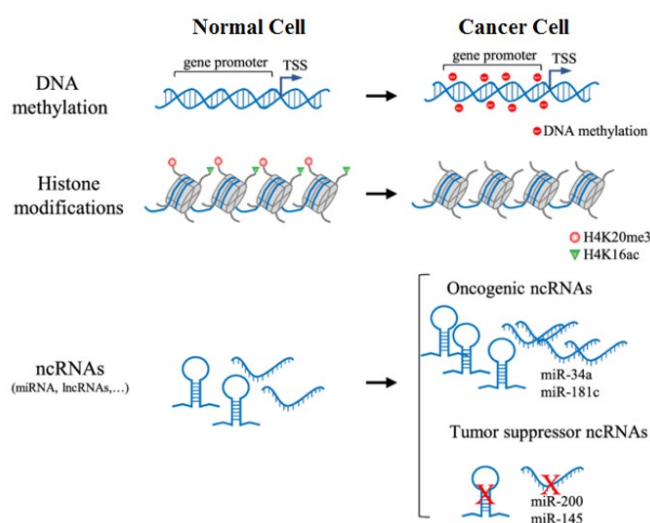 Normal Cell
Cancer Cell
DNA
methylation
gene promoter
TSS
gene promoter
TSS
DNA methylation
Histone
modifications
H4K20me3
H4K16ac
ncRNAs
(miRNA, lncRNAs,...)
Oncogenic ncRNAs
miR-34a
miR-181c
Tumor suppressor ncRNAs
X
X
miR-200
miR-145